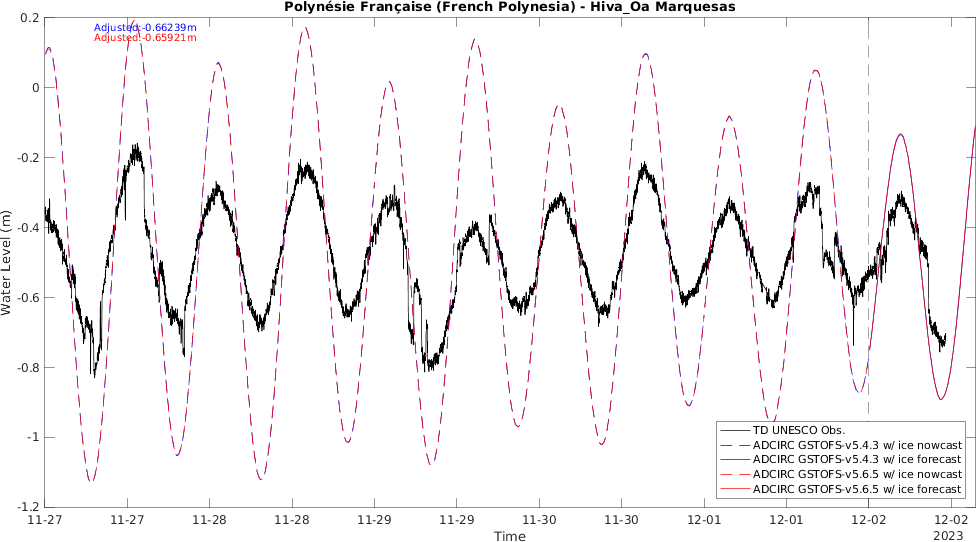 Polynésie Française (French Polynesia) - Hiva_Oa Marquesas
Adjusted:-0.66239m
Adjusted:-0.65921m
0.2
0
-0.2
-0.4
-0.6
-0.8
-1
-1.2
Water Level (m)
TD UNESCO Obs.
ADCIRC GSTOFS-v5.4.3 w/ ice nowcast
ADCIRC GSTOFS-v5.4.3 w/ ice forecast
ADCIRC GSTOFS-v5.6.5 w/ ice nowcast
ADCIRC GSTOFS-v5.6.5 w/ ice forecast
11-27 11-27 11-28 11-28 11-29 11-29 11-30 11-30 12-01 12-01 12-02 12-02
2023
Time